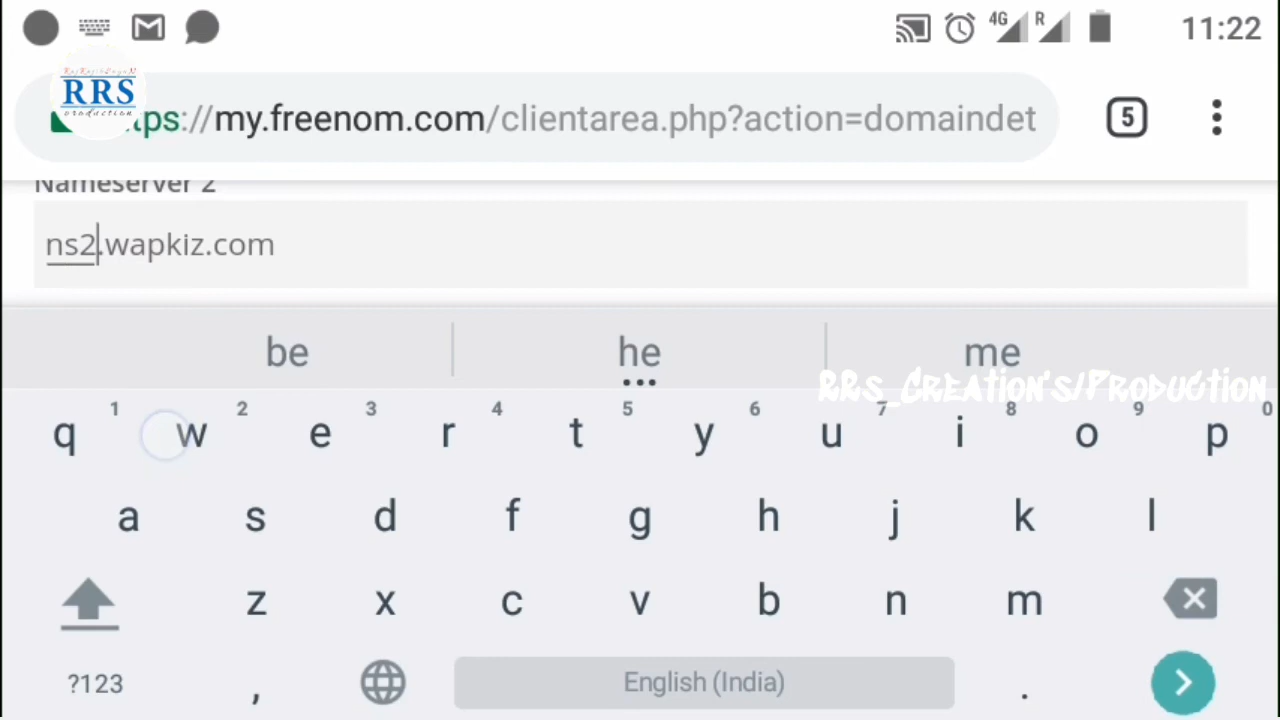 4G R 11:22
RRS
production
https://my.freenom.com/clientarea.php?action=domaindet 5
Nameserver 2
ns2.wapkiz.com
be he me
RRs_Creation's/Production
1 2 3 4 5 6 7 8 9 0
q w e r t y u i o p
a s d f g h j k l
z x c v b n m
?123 , English (India) .